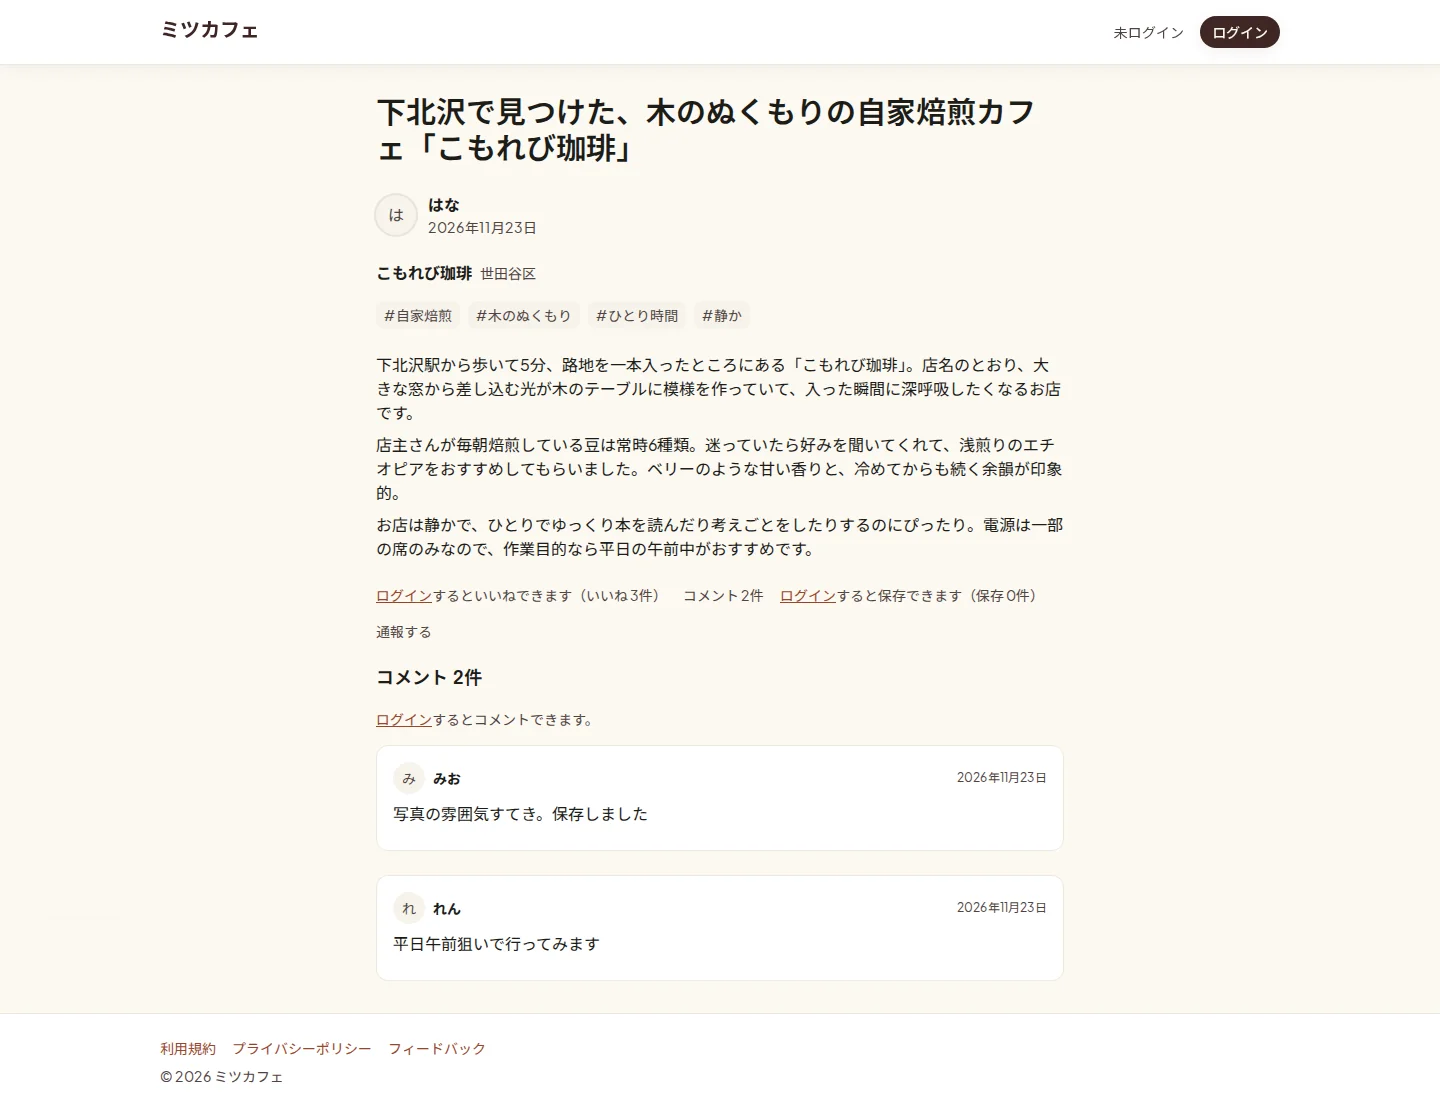 ミツカフェ
未ログイン ログイン
下北沢で見つけた、木のぬくもりの自家焙煎カフ
ェ「こもれび珈琲」
は
はな
2026年11月23日
こもれび珈琲 世田谷区
#自家焙煎 #木のぬくもり #ひとり時間 #静か
下北沢駅から歩いて5分、路地を一本入ったところにある「こもれび珈琲」。店名のとおり、大
きな窓から差し込む光が木のテーブルに模様を作っていて、入った瞬間に深呼吸したくなるお店
です。
店主さんが毎朝焙煎している豆は常時6種類。迷っていたら好みを聞いてくれて、浅煎りのエチ
オピアをおすすめしてもらいました。ベリーのような甘い香りと、冷めてからも続く余韻が印象
的。
お店は静かで、ひとりでゆっくり本を読んだり考えごとをしたりするのにぴったり。電源は一部
の席のみなので、作業目的なら平日の午前中がおすすめです。
ログインするといいねできます（いいね 3件） コメント 2件 ログインすると保存できます（保存 0件）
通報する
コメント 2件
ログインするとコメントできます。
み みお 2026年11月23日
写真の雰囲気すてき。保存しました
れ れん 2026年11月23日
平日午前狙いで行ってみます
利用規約 プライバシーポリシー フィードバック
© 2026 ミツカフェ